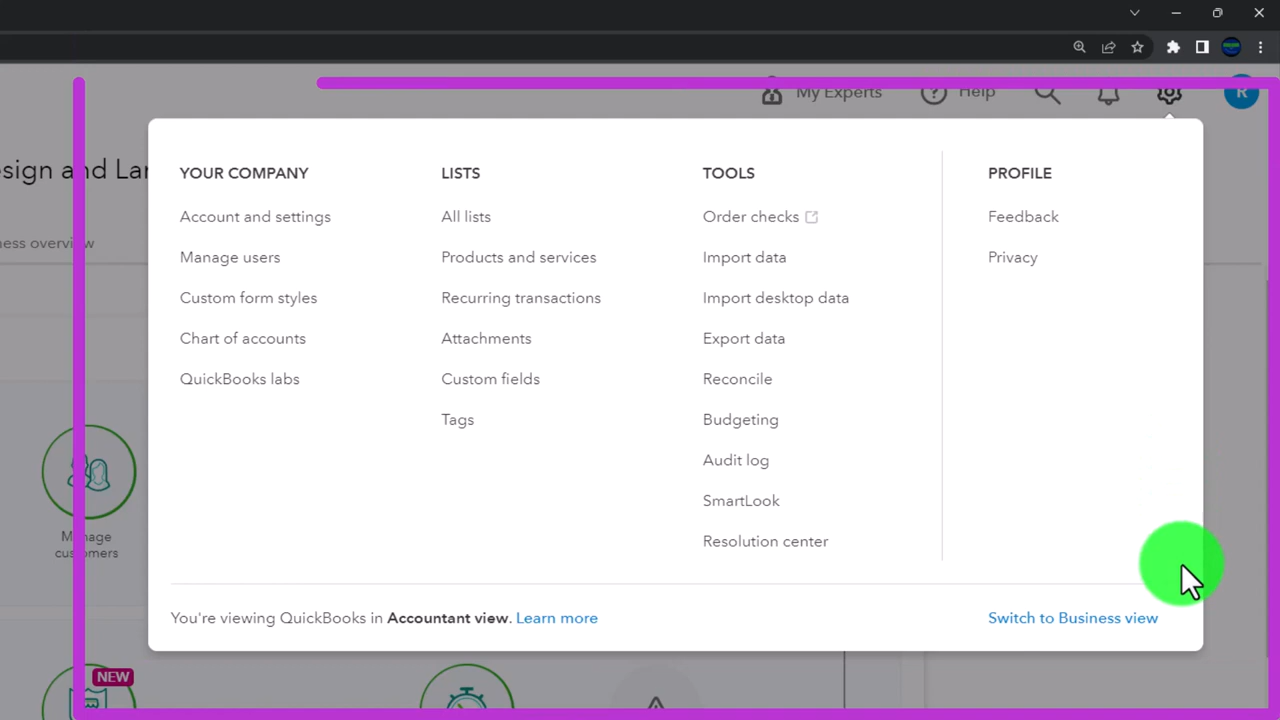 My Experts
Help
R
esign and Lar
ness overview
YOUR COMPANY
Account and settings
Manage users
Custom form styles
Chart of accounts
QuickBooks labs
LISTS
All lists
Products and services
Recurring transactions
Attachments
Custom fields
Tags
TOOLS
Order checks
Import data
Import desktop data
Export data
Reconcile
Budgeting
Audit log
SmartLook
Resolution center
PROFILE
Feedback
Privacy
Manage
customers
You're viewing QuickBooks in Accountant view. Learn more
Switch to Business view
NEW